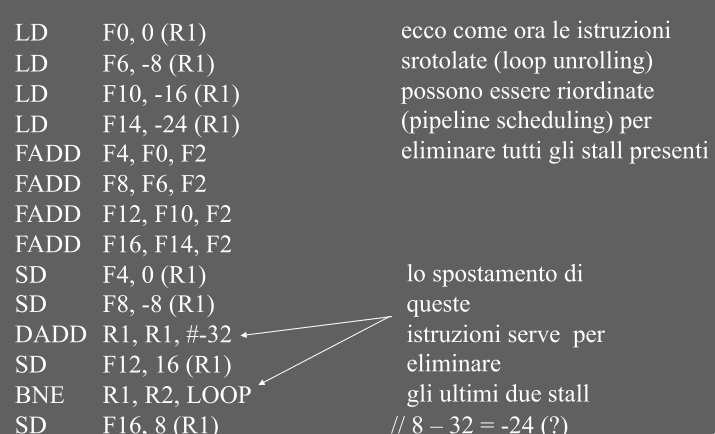 LD F0, 0 (R1)
LD F6, -8 (R1)
LD F10, -16 (R1)
LD F14, -24 (R1)
FADD F4, F0, F2
FADD F8, F6, F2
FADD F12, F10, F2
FADD F16, F14, F2
SD F4, 0 (R1)
SD F8, -8 (R1)
DADD R1, R1, #-32
SD F12, 16 (R1)
BNE R1, R2, LOOP
SD F16, 8 (R1)
ecco come ora le istruzioni
srotolate (loop unrolling)
possono essere riordinate
(pipeline scheduling) per
eliminare tutti gli stall presenti
lo spostamento di
queste
istruzioni serve per
eliminare
gli ultimi due stall
// 8 – 32 = -24 (?)